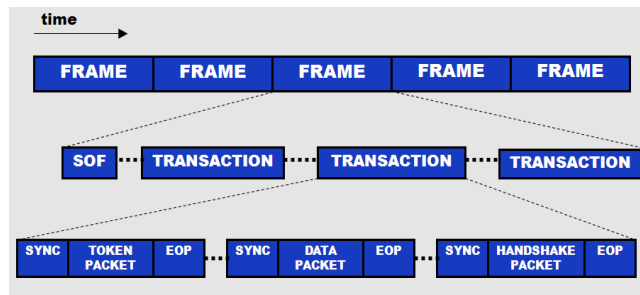 time
FRAME FRAME FRAME FRAME FRAME
SOF TRANSACTION TRANSACTION TRANSACTION
SYNC TOKEN PACKET EOP SYNC DATA PACKET EOP SYNC HANDSHAKE PACKET EOP